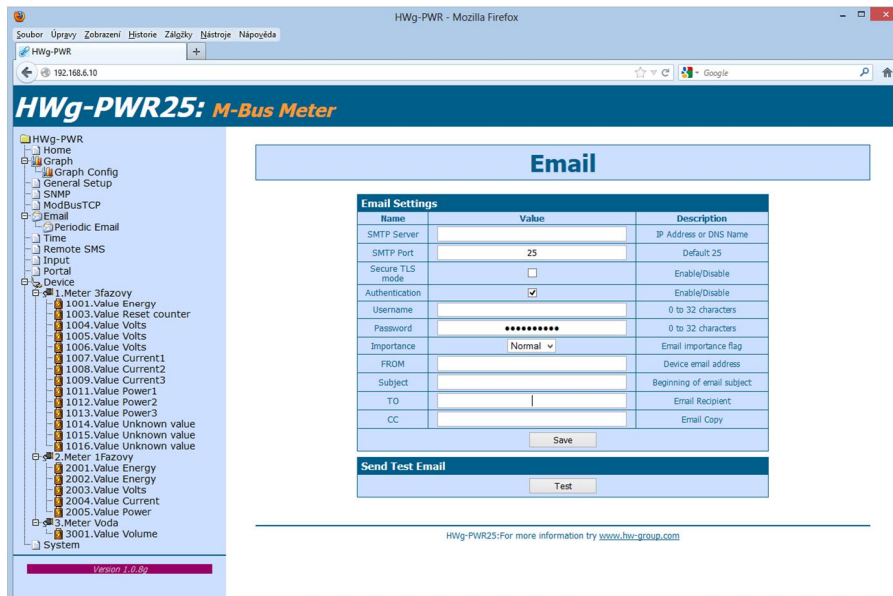 HWg-PWR - Mozilla Firefox
Soubor Úpravy Zobrazení Historie Záložky Nástroje Nápověda
HWg-PWR +
192.168.6.10 Google
HWg-PWR25: M-Bus Meter
HWg-PWR
Home
Graph
Graph Config
General Setup
SNMP
ModBusTCP
Email
Periodic Email
Time
Remote SMS
Input
Portal
Device
1.Meter 3fazovy
1001.Value Energy
1003.Value Reset counter
1004.Value Volts
1005.Value Volts
1006.Value Volts
1007.Value Current1
1008.Value Current2
1009.Value Current3
1011.Value Power1
1012.Value Power2
1013.Value Power3
1014.Value Unknown value
1015.Value Unknown value
1016.Value Unknown value
2.Meter 1Fazovy
2001.Value Energy
2002.Value Energy
2003.Value Volts
2004.Value Current
2005.Value Power
3.Meter Voda
3001.Value Volume
System
Version 1.0.8g
Email
Email Settings
Name Value Description
SMTP Server IP Address or DNS Name
SMTP Port 25 Default 25
Secure TLS mode Enable/Disable
Authentication Enable/Disable
Username 0 to 32 characters
Password ●●●●●●●●●● 0 to 32 characters
Importance Normal Email importance flag
FROM Device email address
Subject Beginning of email subject
TO Email Recipient
CC Email Copy
Save
Send Test Email
Test
HWg-PWR25:For more information try www.hw-group.com